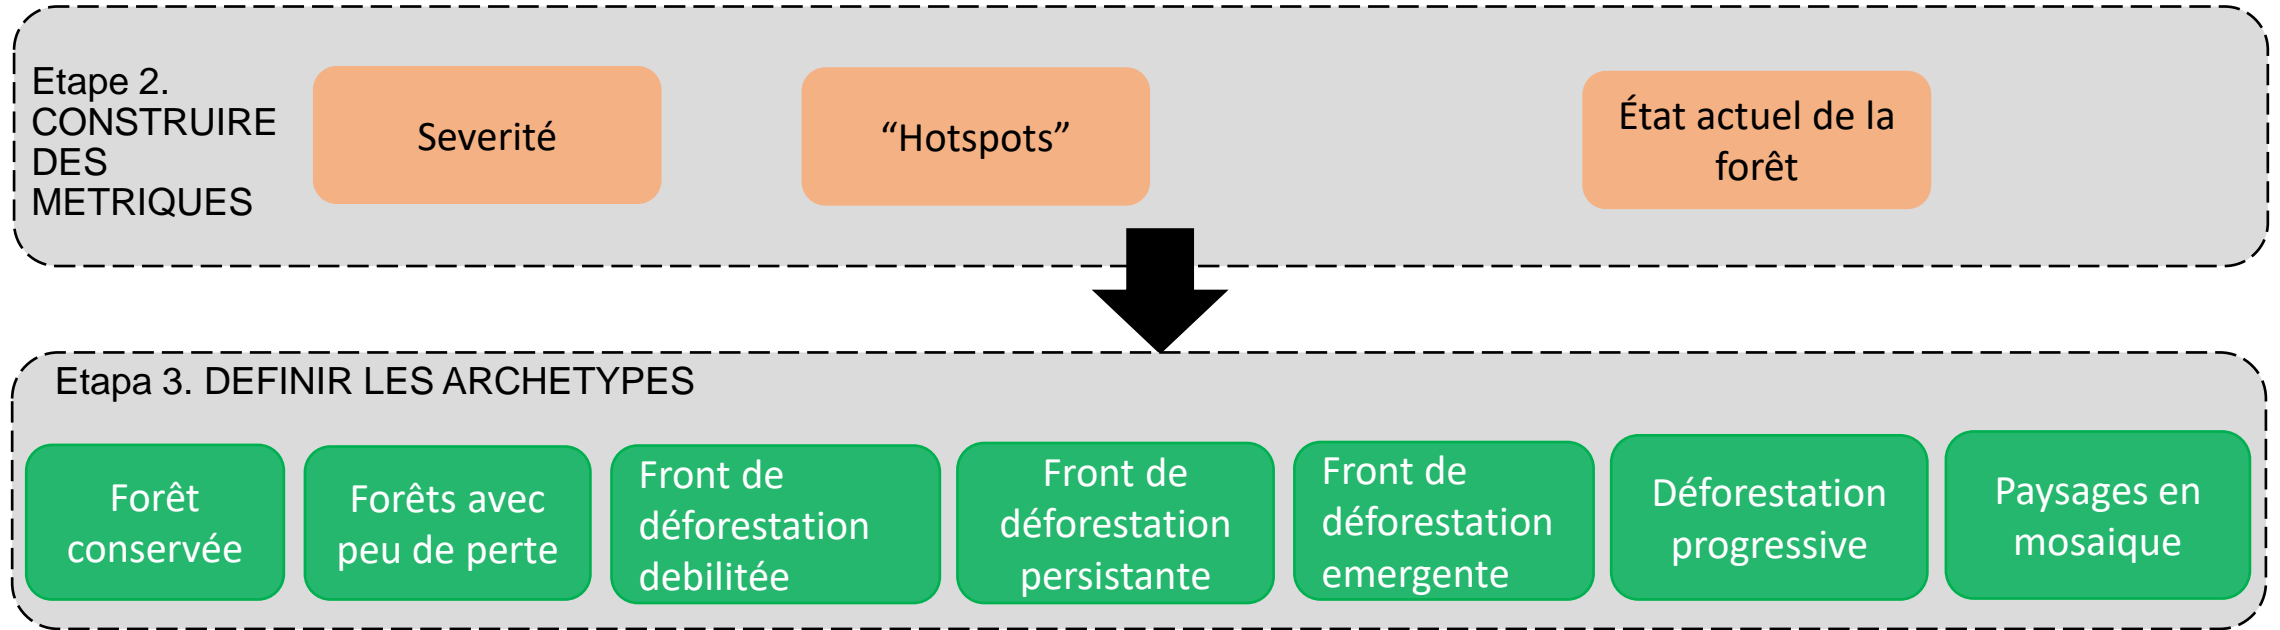 Etape 2.
CONSTRUIRE
DES
METRIQUES
Severité
“Hotspots”
État actuel de la
forêt
Etapa 3. DEFINIR LES ARCHETYPES
Forêt
conservée
Forêts avec
peu de perte
Front de
déforestation
debilitée
Front de
déforestation
persistante
Front de
déforestation
emergente
Déforestation
progressive
Paysages en
mosaique